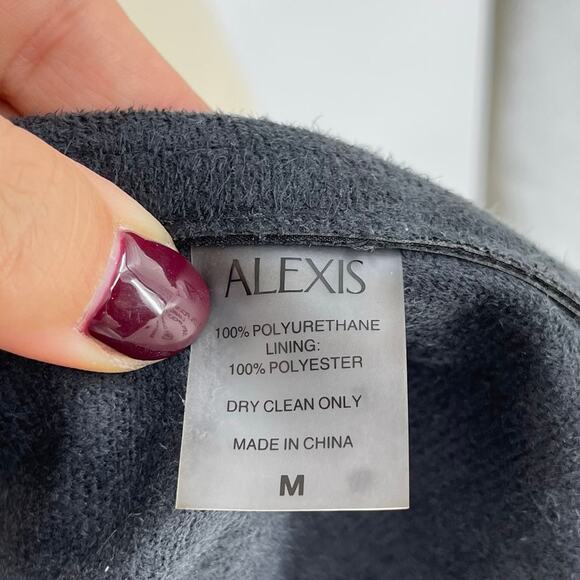 ALEXIS
100% POLYURETHANE
LINING:
100% POLYESTER
DRY CLEAN ONLY
MADE IN CHINA
M